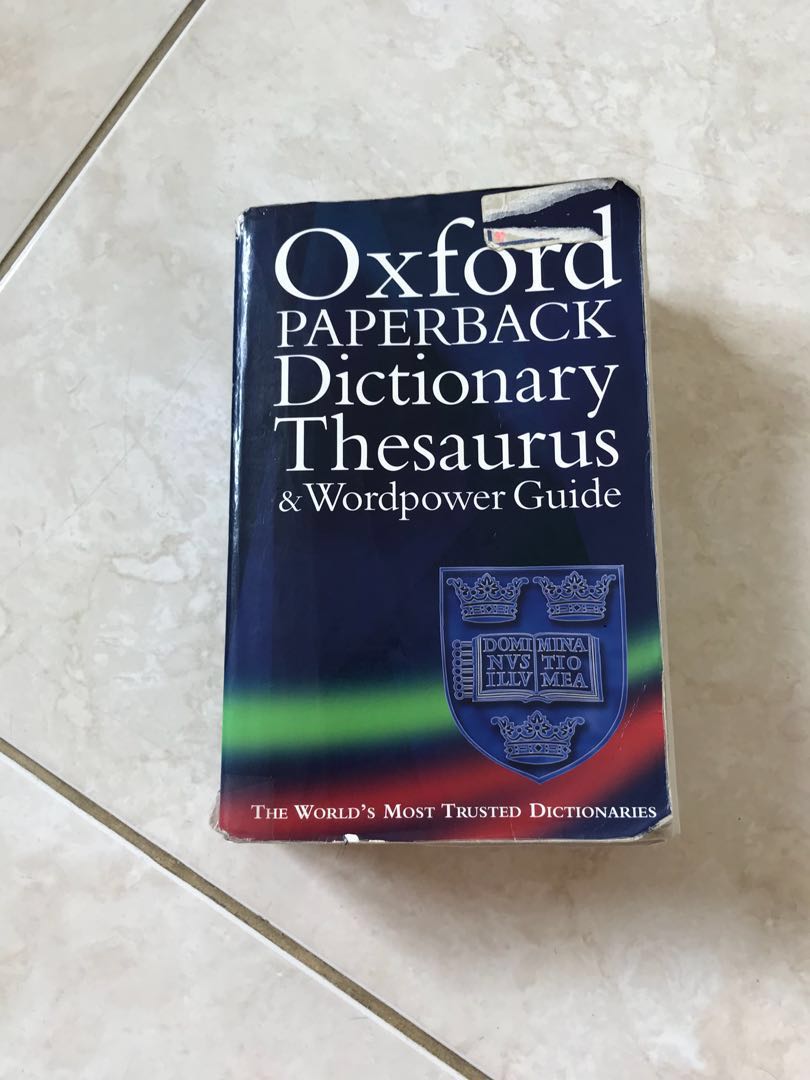 Oxford
PAPERBACK
Dictionary
Thesaurus
& Wordpower Guide
DOMI MINA
NVS TIO
ILLV MEA
THE WORLD'S MOST TRUSTED DICTIONARIES